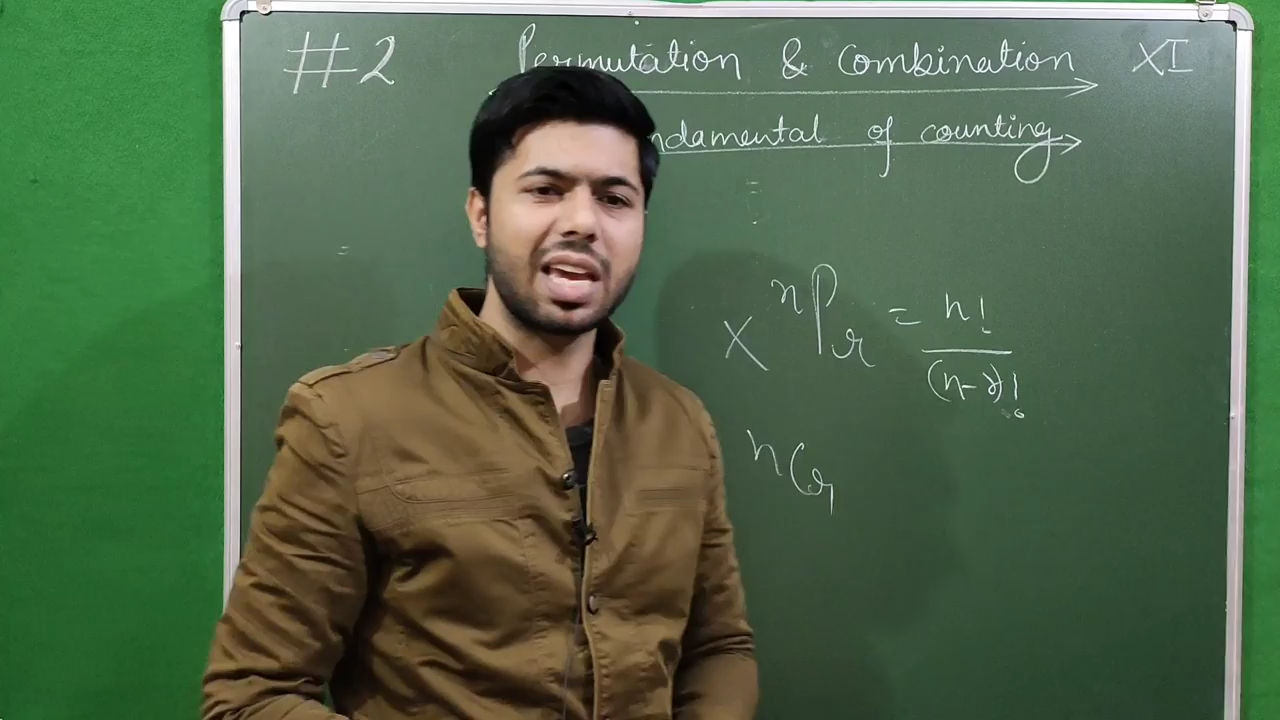 #2 Permutation & Combination XI
ndamental of counting
x nPr = n! / (n-r)!
nCr